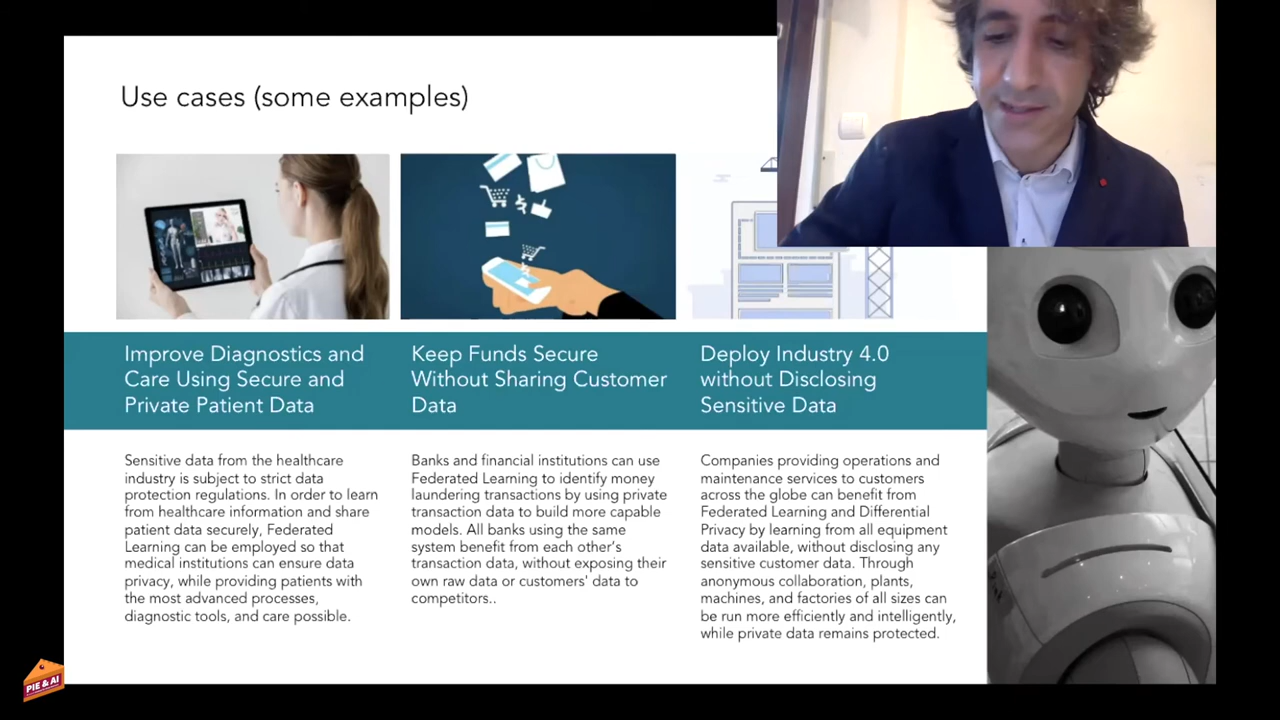 Use cases (some examples)
Improve Diagnostics and
Care Using Secure and
Private Patient Data
Keep Funds Secure
Without Sharing Customer
Data
Deploy Industry 4.0
without Disclosing
Sensitive Data
Sensitive data from the healthcare
industry is subject to strict data
protection regulations. In order to learn
from healthcare information and share
patient data securely, Federated
Learning can be employed so that
medical institutions can ensure data
privacy, while providing patients with
the most advanced processes,
diagnostic tools, and care possible.
Banks and financial institutions can use
Federated Learning to identify money
laundering transactions by using private
transaction data to build more capable
models. All banks using the same
system benefit from each other's
transaction data, without exposing their
own raw data or customers' data to
competitors..
Companies providing operations and
maintenance services to customers
across the globe can benefit from
Federated Learning and Differential
Privacy by learning from all equipment
data available, without disclosing any
sensitive customer data. Through
anonymous collaboration, plants,
machines, and factories of all sizes can
be run more efficiently and intelligently,
while private data remains protected.
PIE & AI